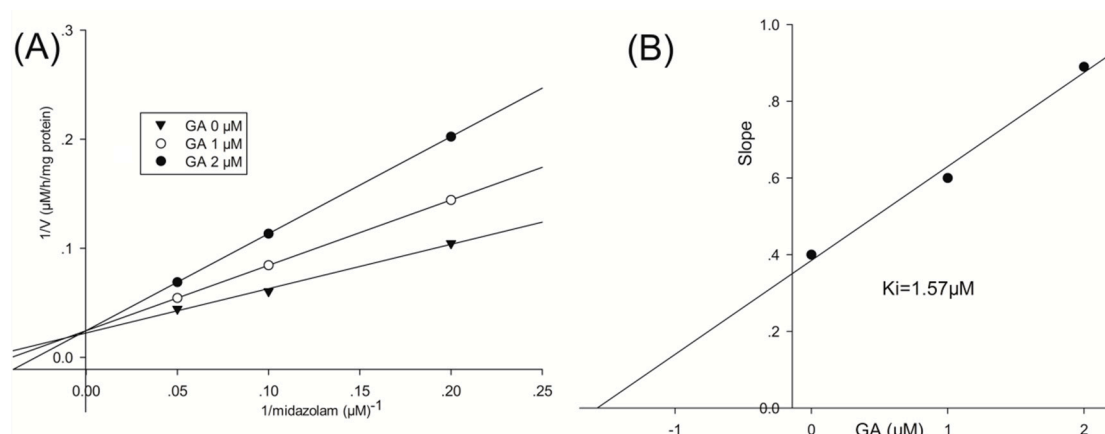 (A)
.3
.2
.1
0.0
1/V (µM/h/mg protein)
GA 0 µM
GA 1 µM
GA 2 µM
0.00 .05 .10 .15 .20 .25
1/midazolam (µM)-1
(B)
1.0
.8
.6
.4
.2
0.0
Slope
Ki=1.57µM
-1 0 1 2
GA (µM)